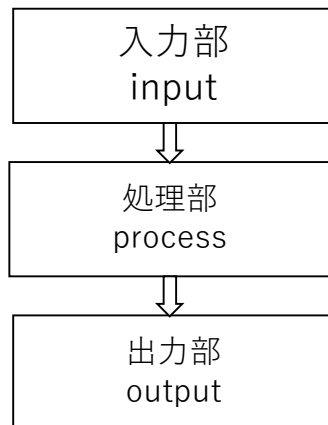 入力部
input
処理部
process
出力部
output